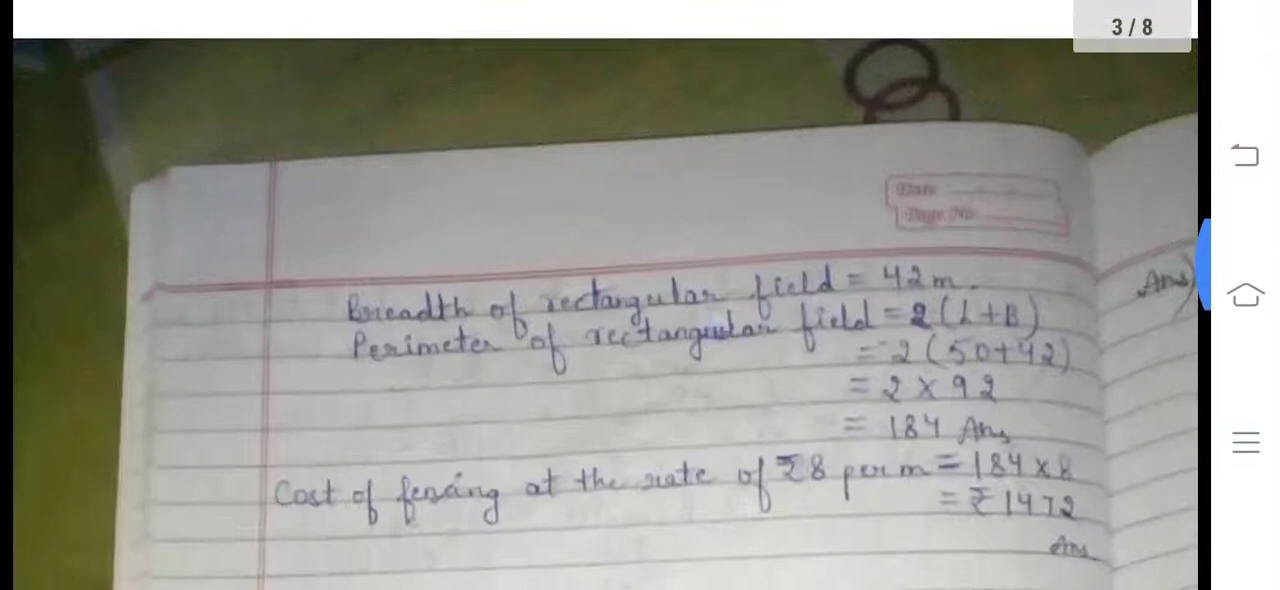 3 / 8
Date
Page No
Breadth of rectangular field = 42 m.
Perimeter of rectangular field = 2 (L+B)
= 2 (50+42)
= 2 × 92
= 184 Ans
Cost of fencing at the rate of ₹8 per m = 184 × 8
= ₹1472
Ans
Ans)